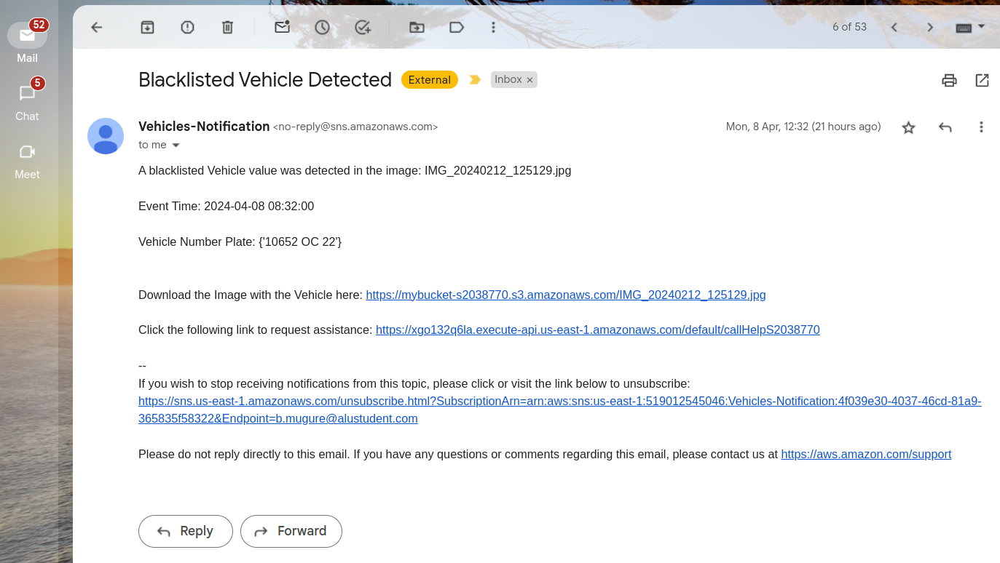 52
Mail
5
Chat
Meet
6 of 53
Blacklisted Vehicle Detected External Inbox ×
Vehicles-Notification <no-reply@sns.amazonaws.com> Mon, 8 Apr, 12:32 (21 hours ago)
to me
A blacklisted Vehicle value was detected in the image: IMG_20240212_125129.jpg
Event Time: 2024-04-08 08:32:00
Vehicle Number Plate: {'10652 OC 22'}
Download the Image with the Vehicle here: https://mybucket-s2038770.s3.amazonaws.com/IMG_20240212_125129.jpg
Click the following link to request assistance: https://xgo132q6la.execute-api.us-east-1.amazonaws.com/default/callHelpS2038770
--
If you wish to stop receiving notifications from this topic, please click or visit the link below to unsubscribe:
https://sns.us-east-1.amazonaws.com/unsubscribe.html?SubscriptionArn=arn:aws:sns:us-east-1:519012545046:Vehicles-Notification:4f039e30-4037-46cd-81a9-
365835f58322&Endpoint=b.mugure@alustudent.com
Please do not reply directly to this email. If you have any questions or comments regarding this email, please contact us at https://aws.amazon.com/support
Reply Forward